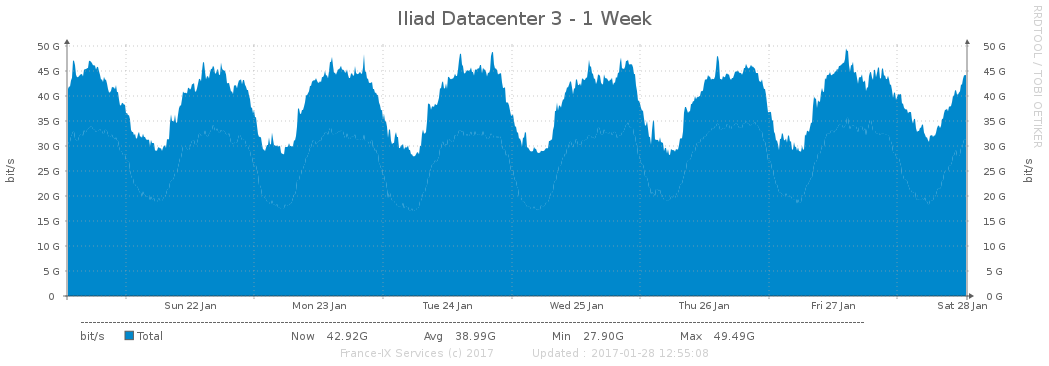 Iliad Datacenter 3 - 1 Week
RRDTOOL / TOBI OETIKER
50 G 50 G
45 G 45 G
40 G 40 G
35 G 35 G
30 G 30 G
25 G 25 G
20 G 20 G
15 G 15 G
10 G 10 G
5 G 5 G
0 0 G
bit/s bit/s
Sun 22 Jan Mon 23 Jan Tue 24 Jan Wed 25 Jan Thu 26 Jan Fri 27 Jan Sat 28 Jan
bit/s Total Now 42.92G Avg 38.99G Min 27.90G Max 49.49G
France-IX Services (c) 2017 Updated : 2017-01-28 12:55:08